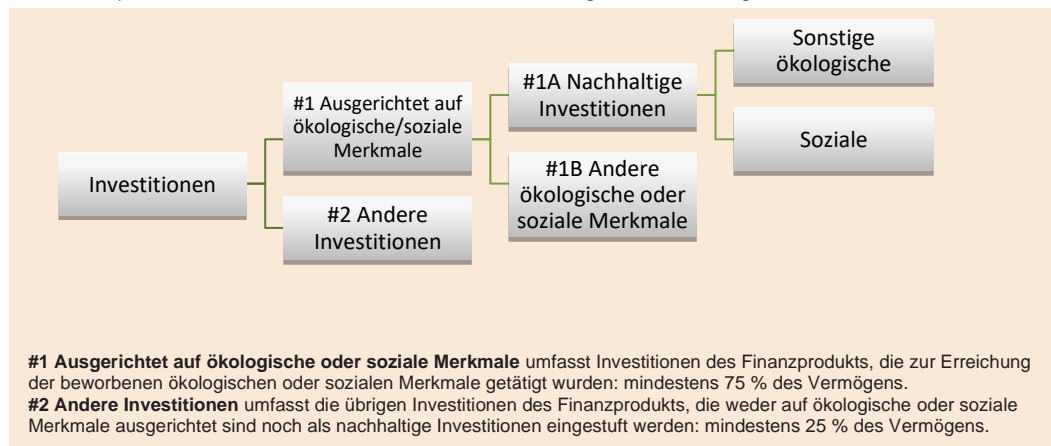 Sonstige
ökologische
#1A Nachhaltige
Investitionen
#1 Ausgerichtet auf
ökologische/soziale
Merkmale
Soziale
Investitionen
#1B Andere
ökologische oder
soziale Merkmale
#2 Andere
Investitionen
#1 Ausgerichtet auf ökologische oder soziale Merkmale umfasst Investitionen des Finanzprodukts, die zur Erreichung
der beworbenen ökologischen oder sozialen Merkmale getätigt wurden: mindestens 75 % des Vermögens.
#2 Andere Investitionen umfasst die übrigen Investitionen des Finanzprodukts, die weder auf ökologische oder soziale
Merkmale ausgerichtet sind noch als nachhaltige Investitionen eingestuft werden: mindestens 25 % des Vermögens.